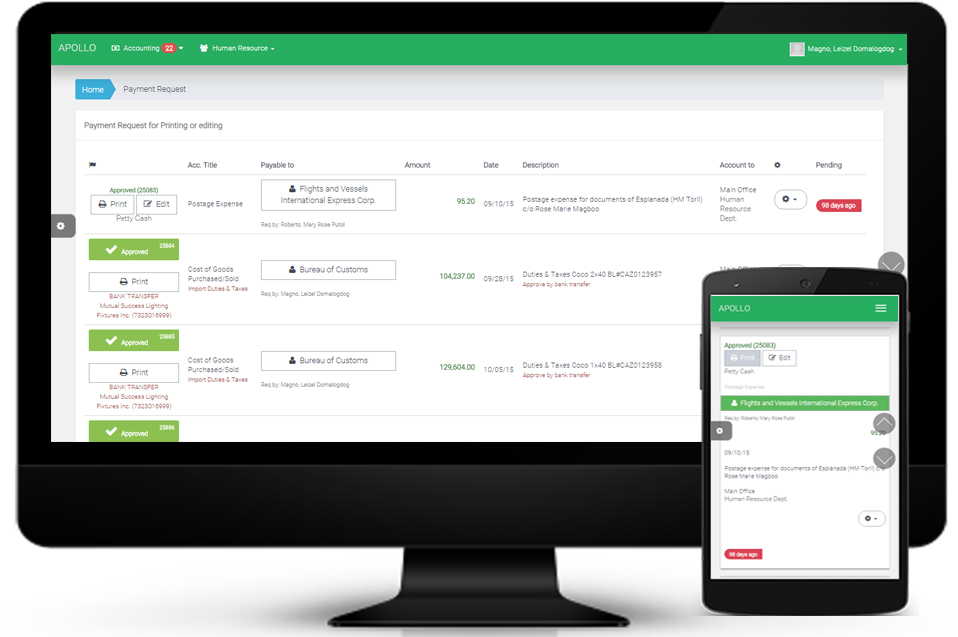 APOLLO Accounting 22 Human Resource Magno, Leizel Domalogdog
Home Payment Request
Payment Request for Printing or editing
Acc. Title Payable to Amount Date Description Account to Pending
Approved (25083)
Print Edit
Petty Cash
Postage Expense
Flights and Vessels
International Express Corp.
Req by: Roberto, Mary Rose Putol
95.20
09/10/15
Postage expense for documents of Esplanada (HM Toril)
c/o Rose Marie Magboo
Main Office
Human
Resource
Dept.
98 days ago
Approved 25884
Print
BANK TRANSFER
Mutual Success Lighting
Fixtures Inc. (7323016999)
Cost of Goods
Purchased/Sold
Import Duties & Taxes
Bureau of Customs
Req by: Magno, Leizel Domalogdog
104,237.00
09/28/15
Duties & Taxes Coco 2x40 BL#CAZ0123957
Approve by bank transfer
Approved 25885
Print
BANK TRANSFER
Mutual Success Lighting
Fixtures Inc. (7323016999)
Cost of Goods
Purchased/Sold
Import Duties & Taxes
Bureau of Customs
Req by: Magno, Leizel Domalogdog
129,604.00
10/05/15
Duties & Taxes Coco 1x40 BL#CAZ0123958
Approve by bank transfer
Approved 25886
APOLLO
Approved (25083)
Print Edit
Petty Cash
Postage Expense
Flights and Vessels International Express Corp.
Req by: Roberto, Mary Rose Putol
95.20
09/10/15
Postage expense for documents of Esplanada (HM Toril) c/o
Rose Marie Magboo
Main Office
Human Resource Dept.
98 days ago